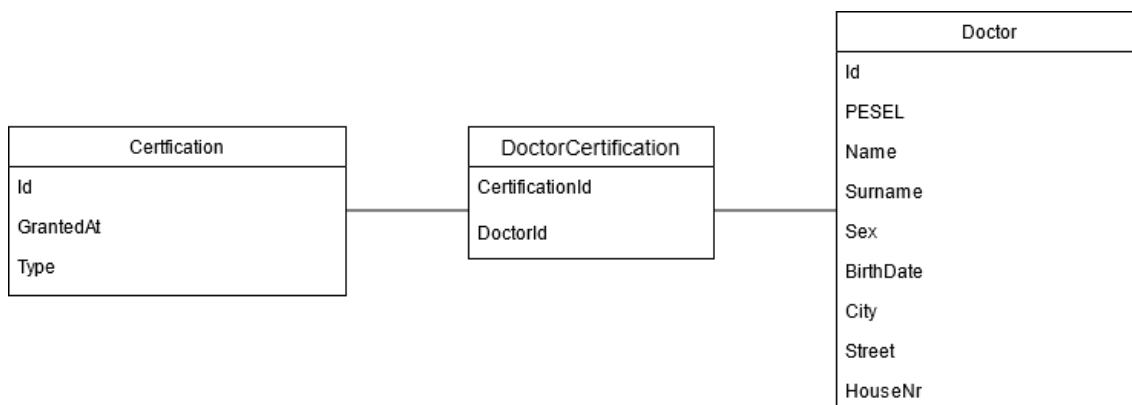 Certfication
Id
GrantedAt
Type
DoctorCertification
CertificationId
DoctorId
Doctor
Id
PESEL
Name
Surname
Sex
BirthDate
City
Street
HouseNr